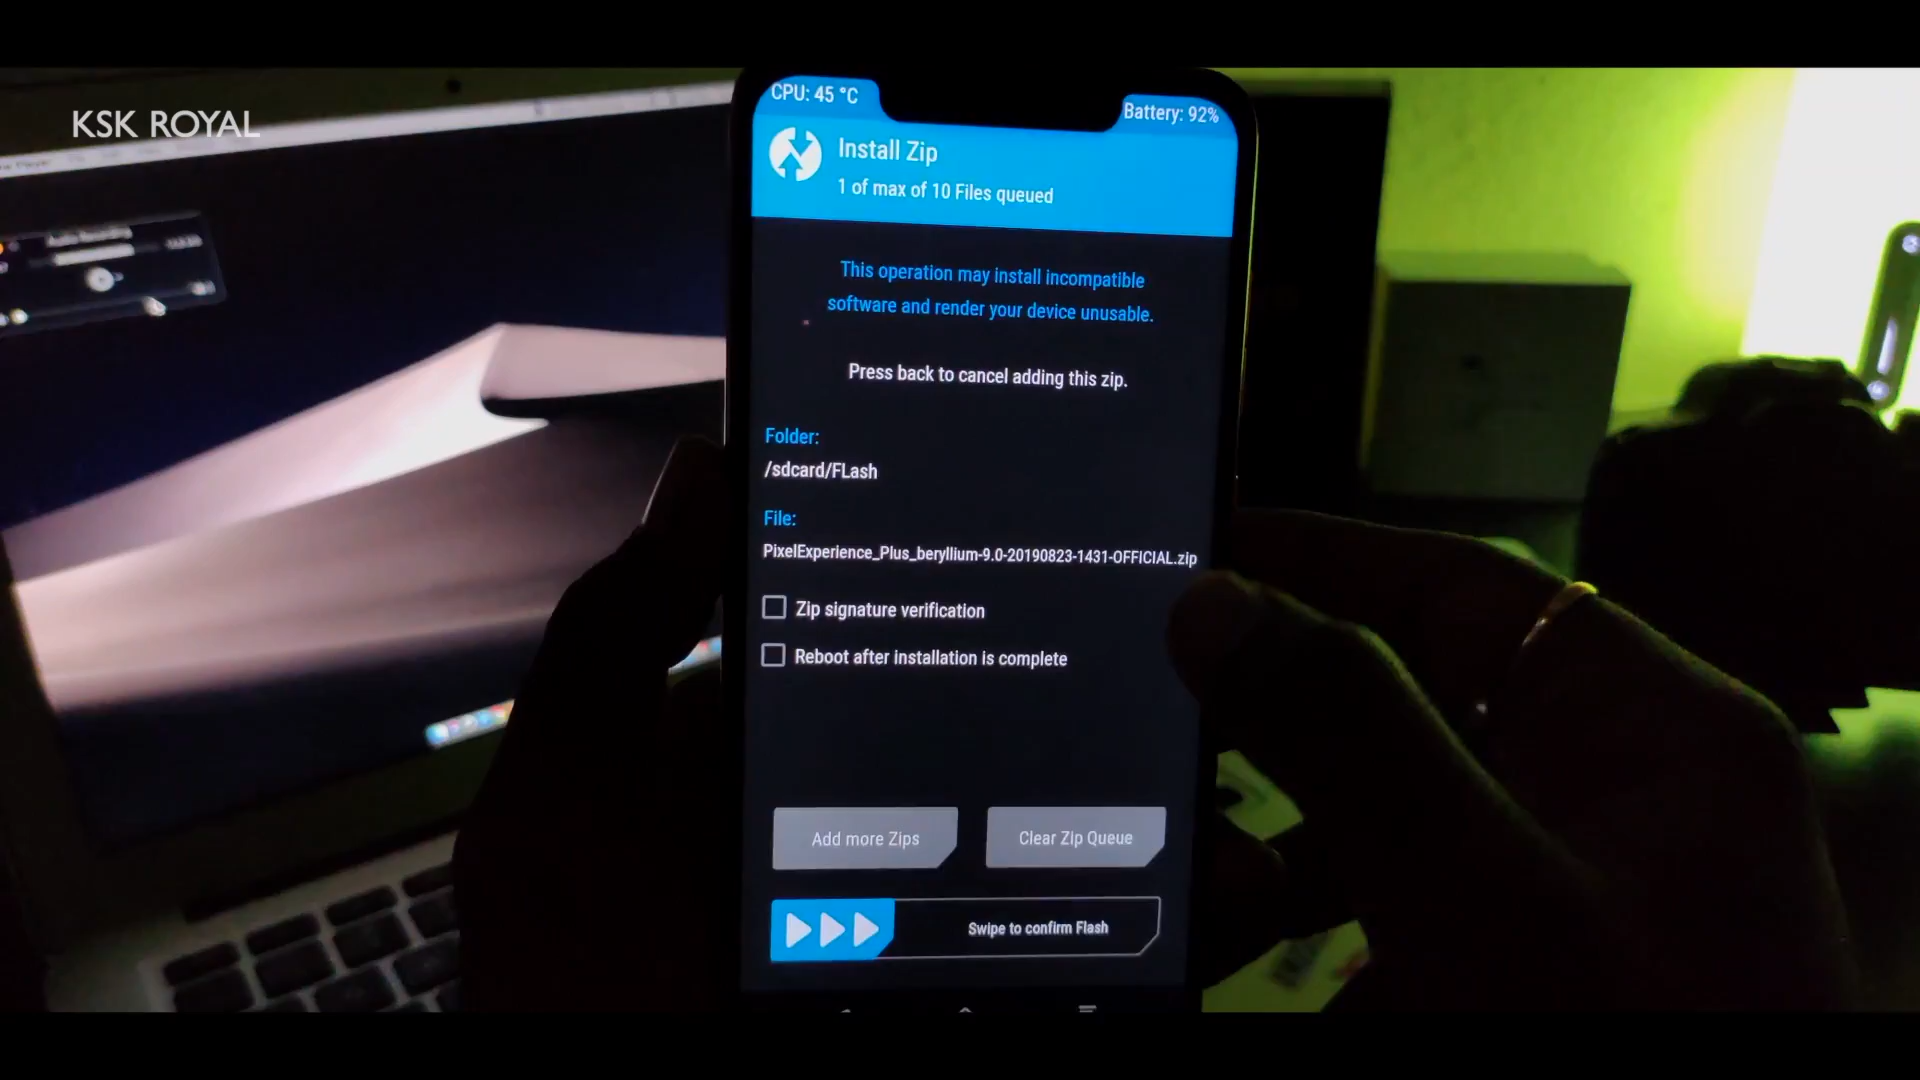 KSK ROYAL
CPU: 45 °C
Battery: 92%
Install Zip
1 of max of 10 Files queued
This operation may install incompatible
software and render your device unusable.
Press back to cancel adding this zip.
Folder:
/sdcard/FLash
File:
PixelExperience_Plus_beryllium-9.0-20190823-1431-OFFICIAL.zip
Zip signature verification
Reboot after installation is complete
Add more Zips
Clear Zip Queue
Swipe to confirm Flash